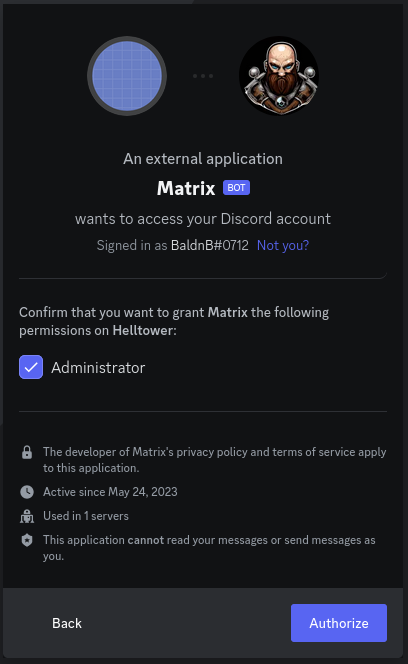 An external application
Matrix BOT
wants to access your Discord account
Signed in as BaldnB#0712 Not you?
Confirm that you want to grant Matrix the following
permissions on Helltower:
Administrator
The developer of Matrix's privacy policy and terms of service apply
to this application.
Active since May 24, 2023
Used in 1 servers
This application cannot read your messages or send messages as
you.
Back
Authorize